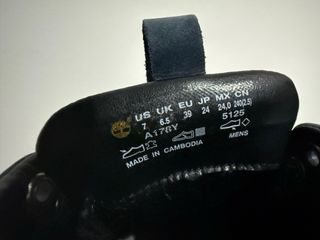 US UK EU JP MX CN
7 6.5 39 24 24.0 240(2.5)
A176Y 5125
MENS
MADE IN CAMBODIA